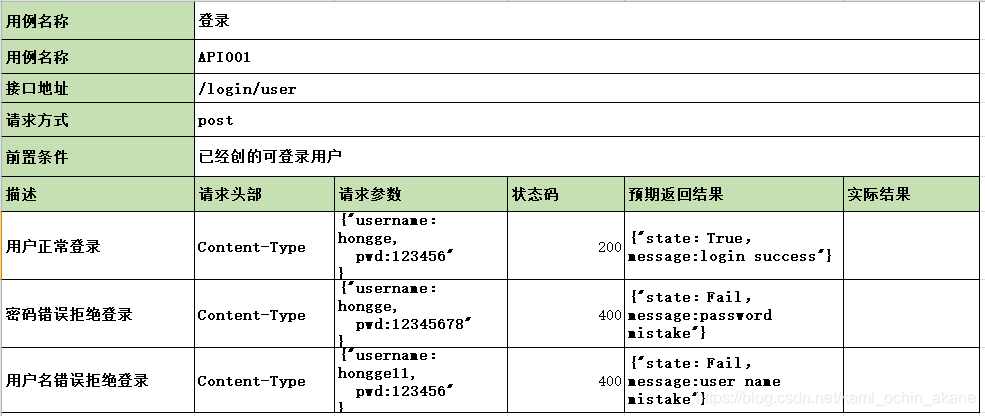 用例名称 登录
用例名称 API001
接口地址 /login/user
请求方式 post
前置条件 已经创的可登录用户
描述 请求头部 请求参数 状态码 预期返回结果 实际结果
用户正常登录 Content-Type
{"username:
hongge,
pwd:123456"
}
200
{"state：True，
message:login success"}
密码错误拒绝登录 Content-Type
{"username:
hongge,
pwd:12345678"
}
400
{"state：Fail，
message:password
mistake"}
用户名错误拒绝登录 Content-Type
{"username:
hongge11,
pwd:123456"
}
400
{"state：Fail，
message:user name
mistake"}
https://blog.csdn.net/kami_ochin_akane